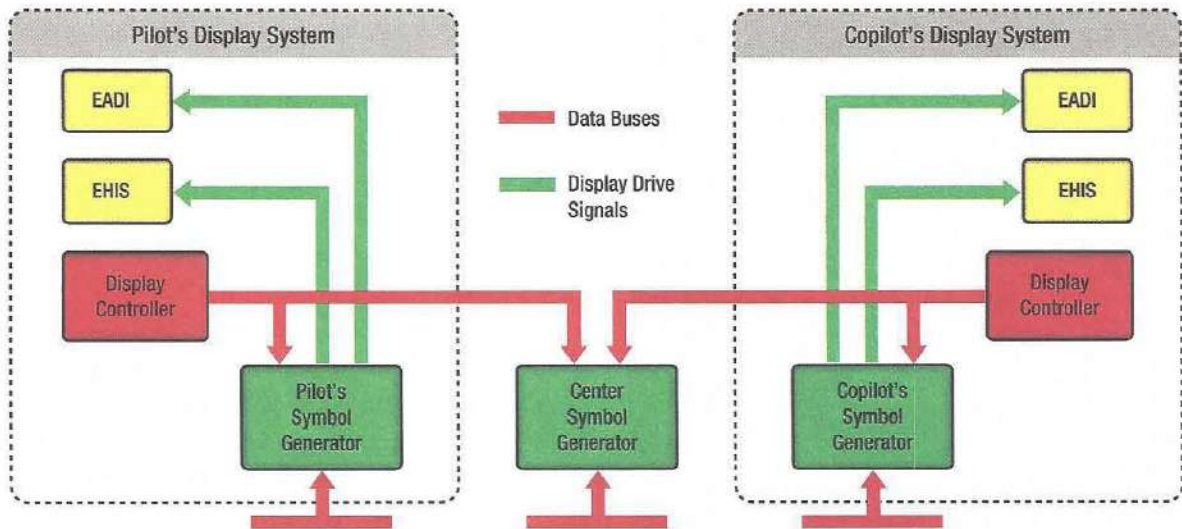 Pilot's Display System
Copilot's Display System
EADI
EADI
Data Buses
EHIS
EHIS
Display Drive
Signals
Display
Controller
Display
Controller
Pilot's
Symbol
Generator
Center
Symbol
Generator
Copilot's
Symbol
Generator